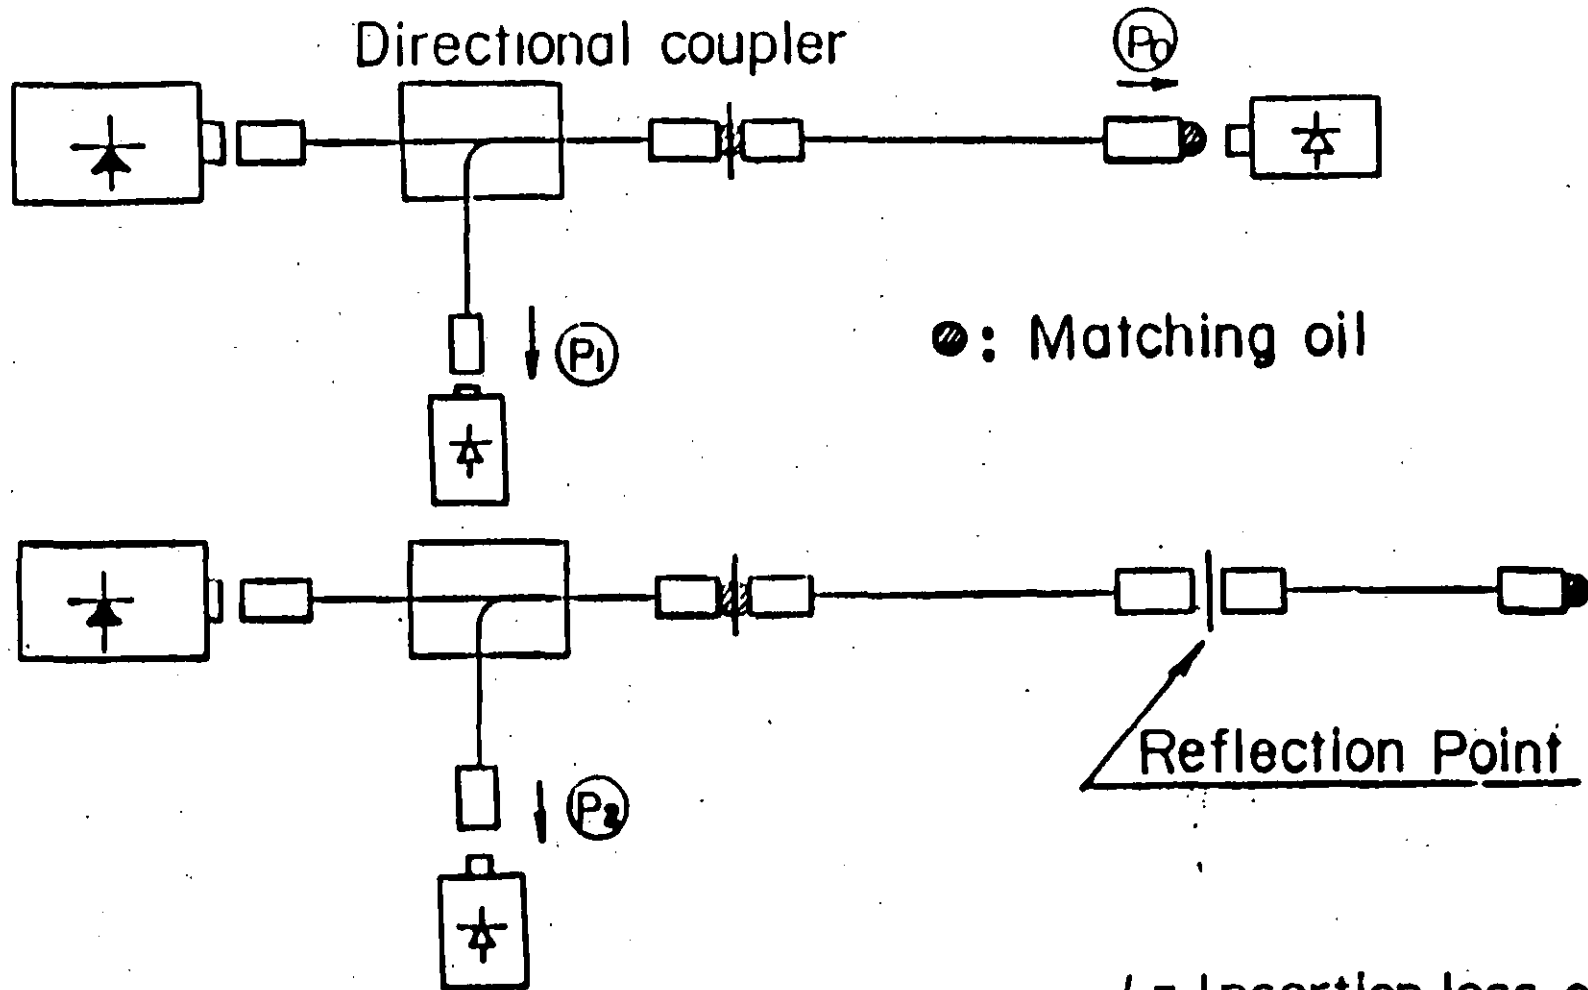 Directional coupler
P0
P1
: Matching oil
P2
Reflection Point